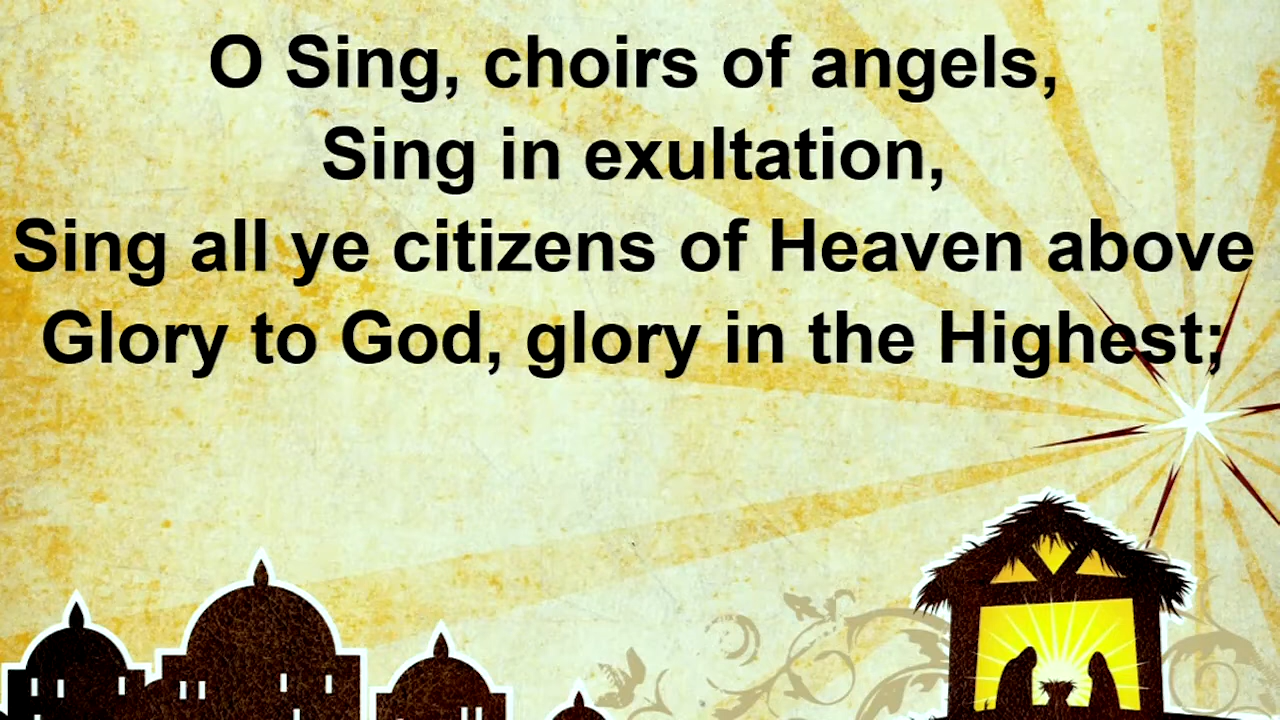 O Sing, choirs of angels,
Sing in exultation,
Sing all ye citizens of Heaven above
Glory to God, glory in the Highest;